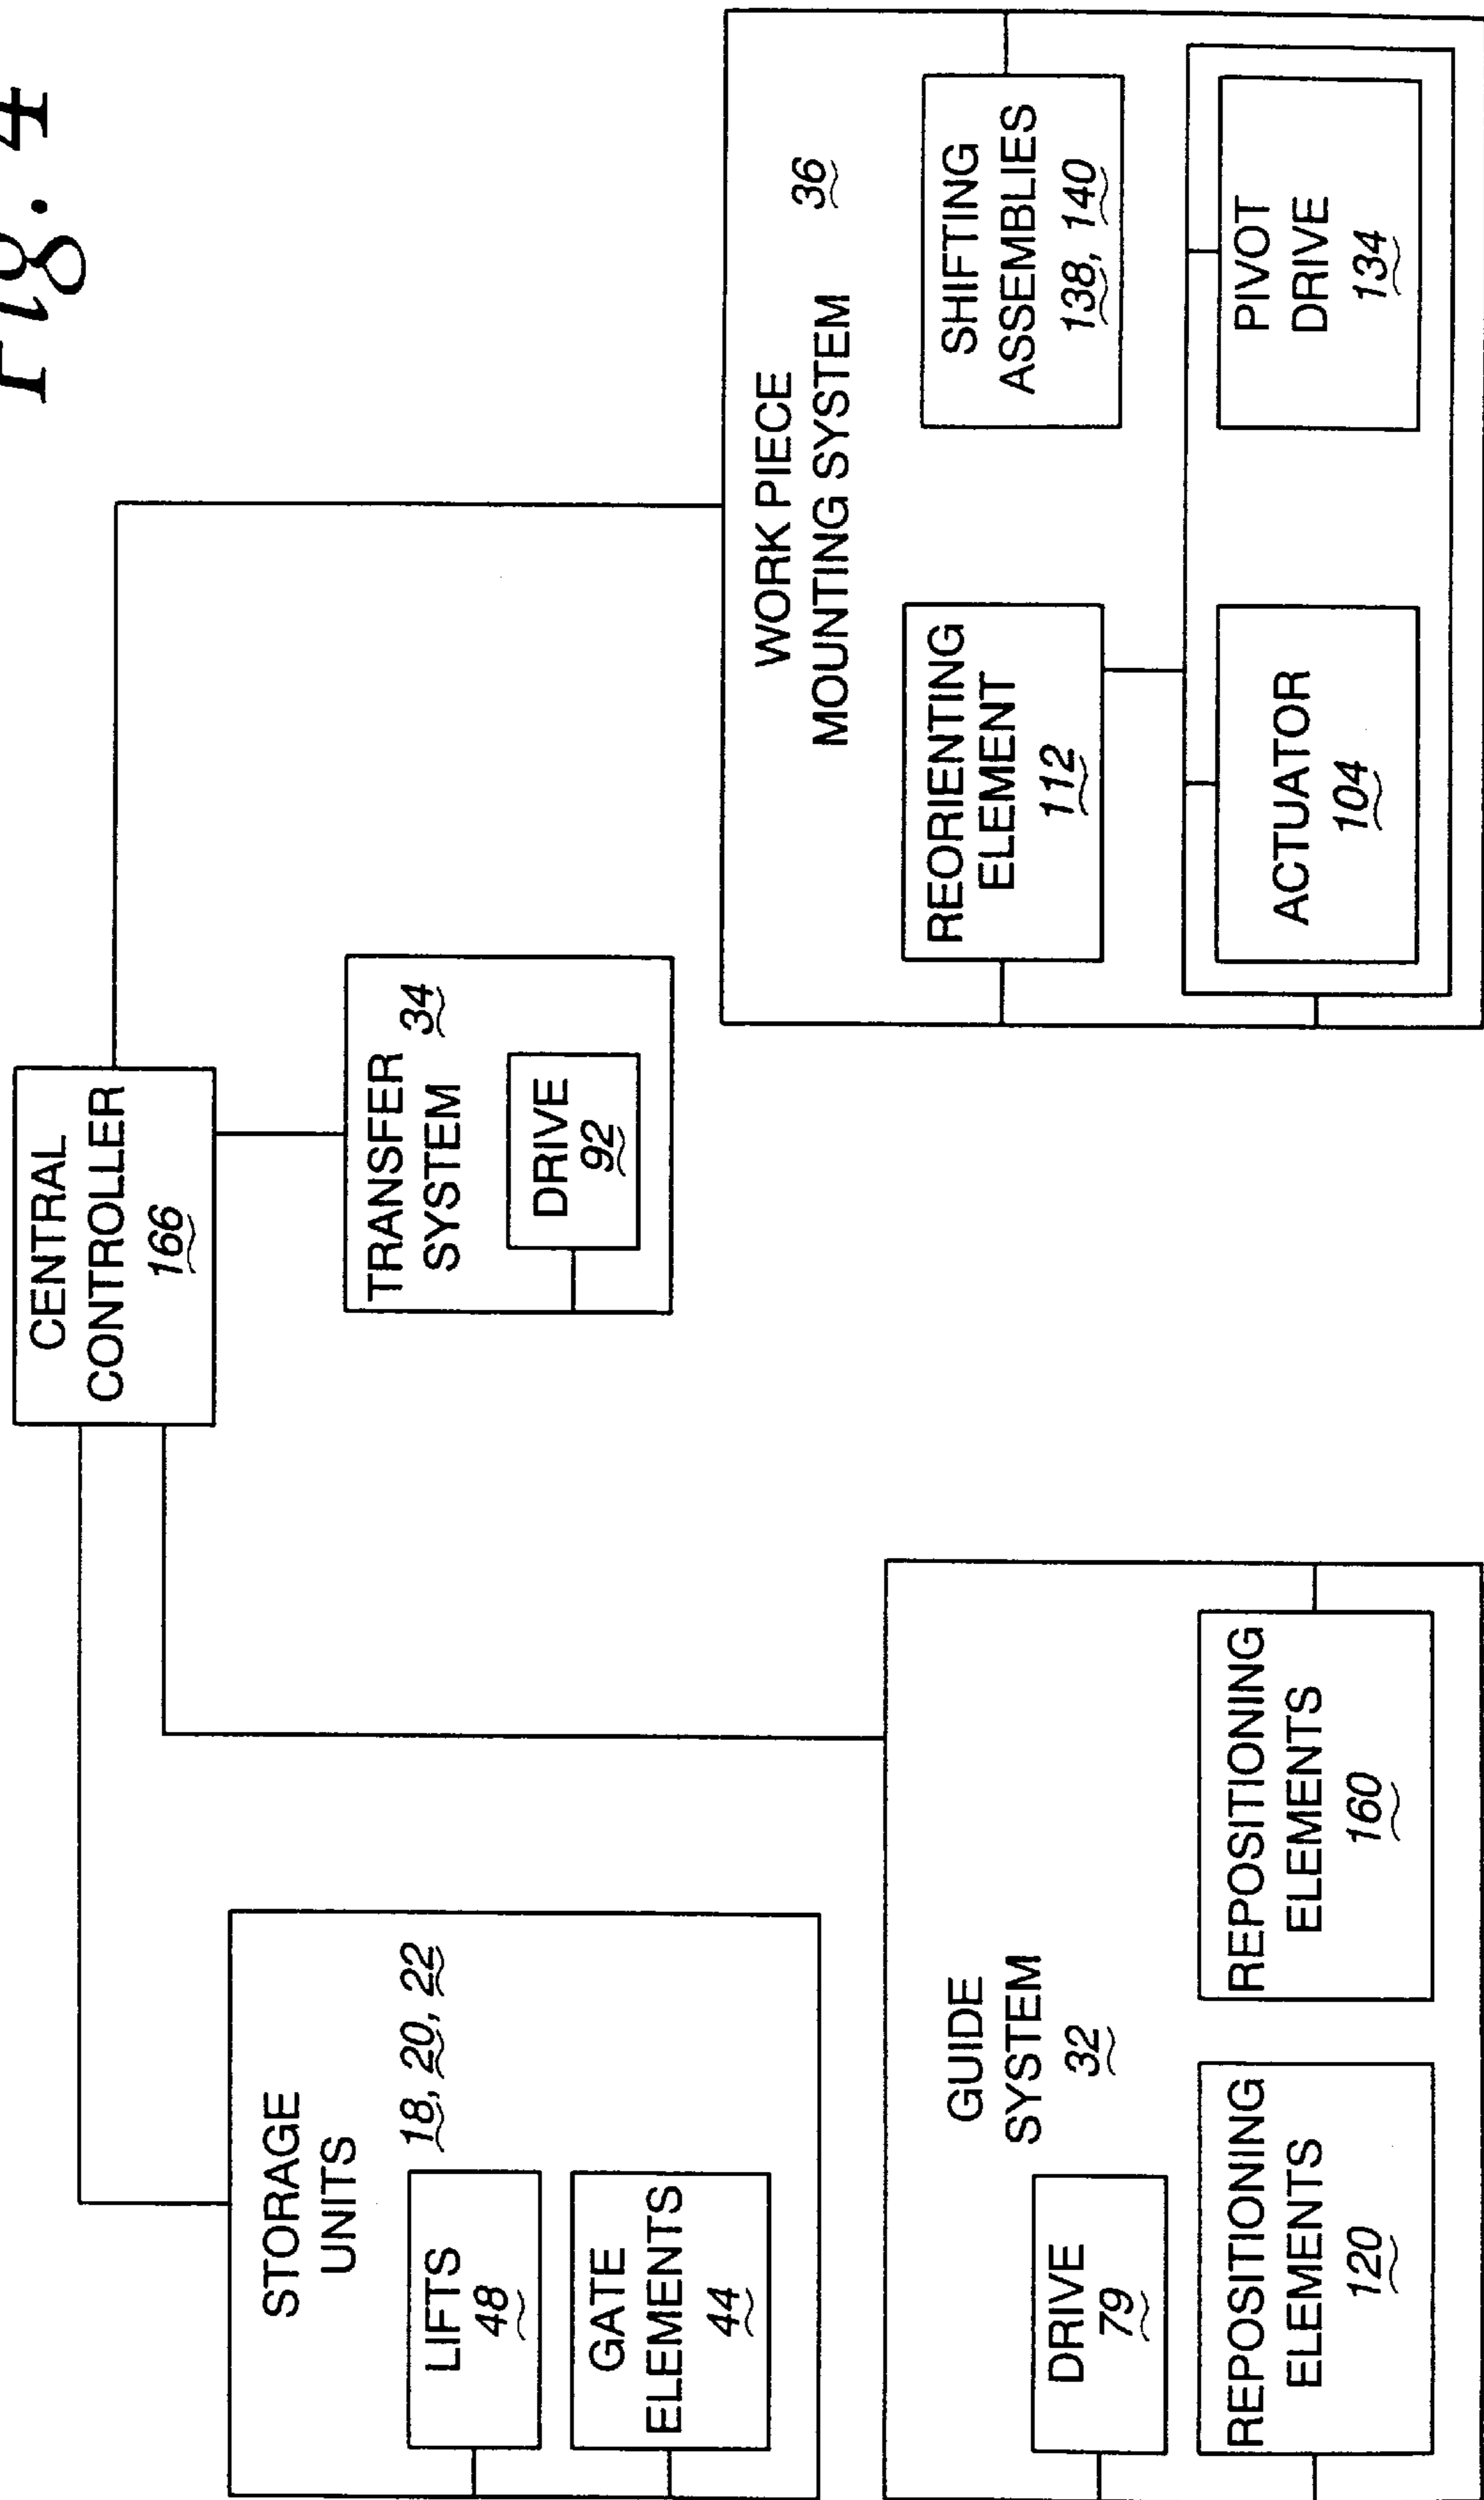 Fig. 4
CENTRAL
CONTROLLER
166
STORAGE
UNITS
18, 20, 22
LIFTS
48
GATE
ELEMENTS
44
TRANSFER
SYSTEM
34
DRIVE
92
GUIDE
SYSTEM
32
DRIVE
79
REPOSITIONING
ELEMENTS
120
REPOSITIONING
ELEMENTS
160
WORK PIECE
MOUNTING SYSTEM
36
REORIENTING
ELEMENT
112
SHIFTING
ASSEMBLIES
138, 140
ACTUATOR
104
PIVOT
DRIVE
134